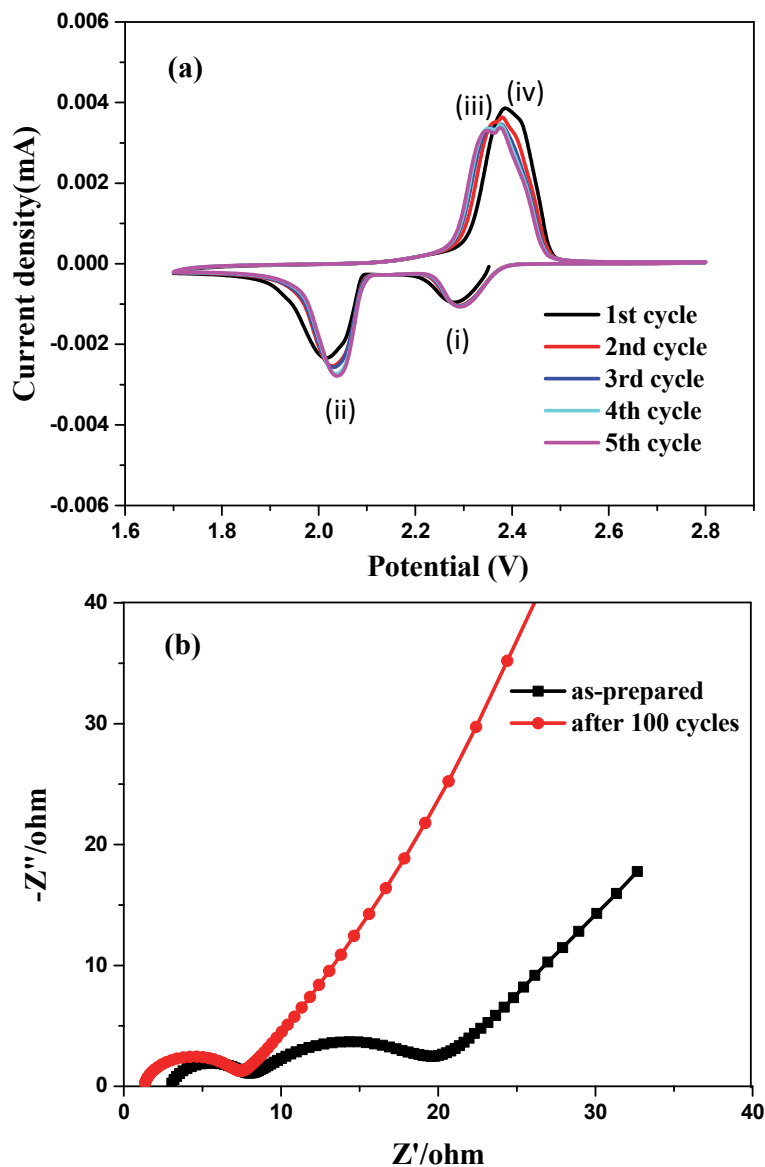 (a)
0.006
0.004
0.002
0.000
-0.002
-0.004
-0.006
Current density(mA)
(iii)
(iv)
(i)
(ii)
1st cycle
2nd cycle
3rd cycle
4th cycle
5th cycle
1.6 1.8 2.0 2.2 2.4 2.6 2.8
Potential (V)
(b)
40
30
20
10
0
-Z''/ohm
as-prepared
after 100 cycles
0 10 20 30 40
Z'/ohm